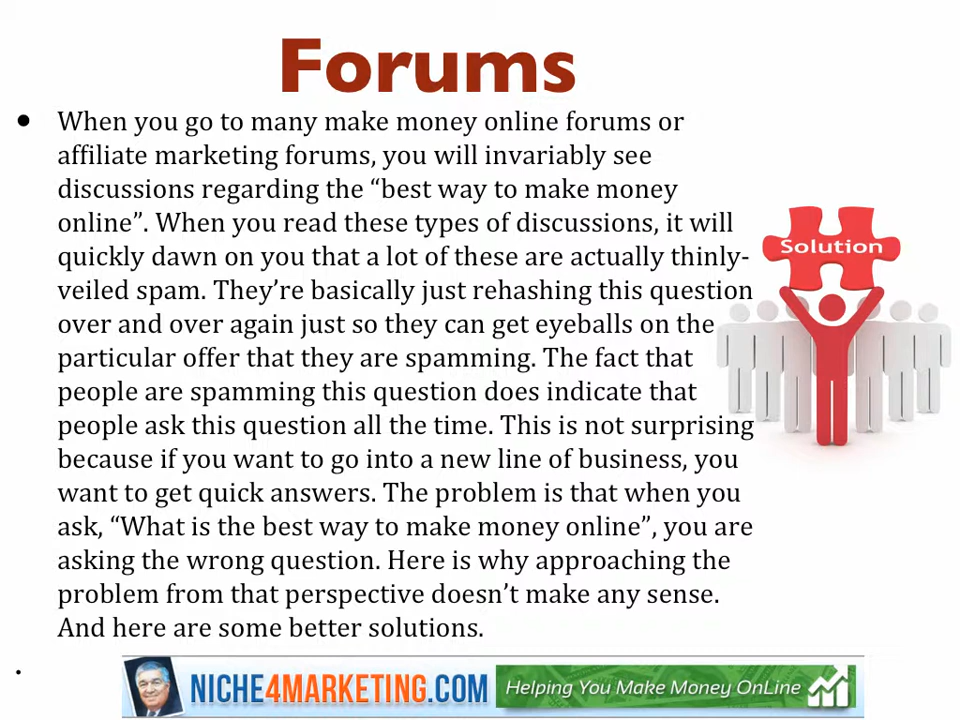 Forums
• When you go to many make money online forums or
affiliate marketing forums, you will invariably see
discussions regarding the “best way to make money
online”. When you read these types of discussions, it will
quickly dawn on you that a lot of these are actually thinly-
veiled spam. They’re basically just rehashing this question
over and over again just so they can get eyeballs on the
particular offer that they are spamming. The fact that
people are spamming this question does indicate that
people ask this question all the time. This is not surprising
because if you want to go into a new line of business, you
want to get quick answers. The problem is that when you
ask, “What is the best way to make money online”, you are
asking the wrong question. Here is why approaching the
problem from that perspective doesn’t make any sense.
And here are some better solutions.
Solution
NICHE4MARKETING.COM
Helping You Make Money OnLine